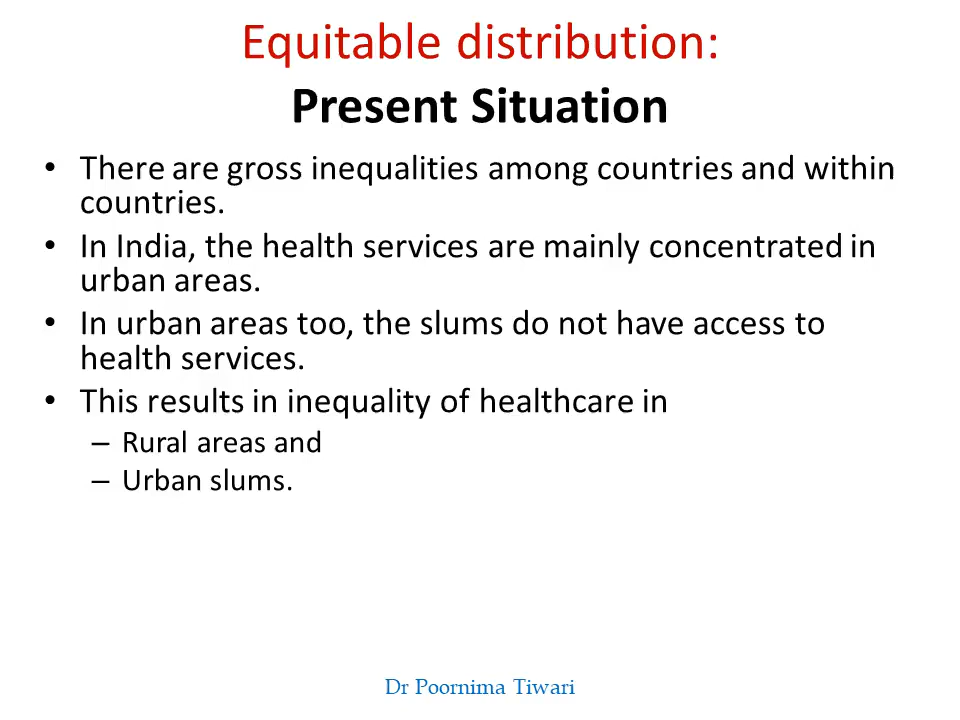 Equitable distribution:
Present Situation
• There are gross inequalities among countries and within
countries.
• In India, the health services are mainly concentrated in
urban areas.
• In urban areas too, the slums do not have access to
health services.
• This results in inequality of healthcare in
– Rural areas and
– Urban slums.
Dr Poornima Tiwari